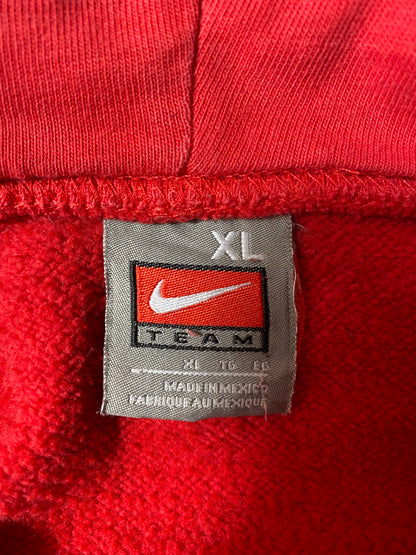 XL
TEAM
XL TG EG
MADE IN MEXICO
FABRIQUE AU MEXIQUE